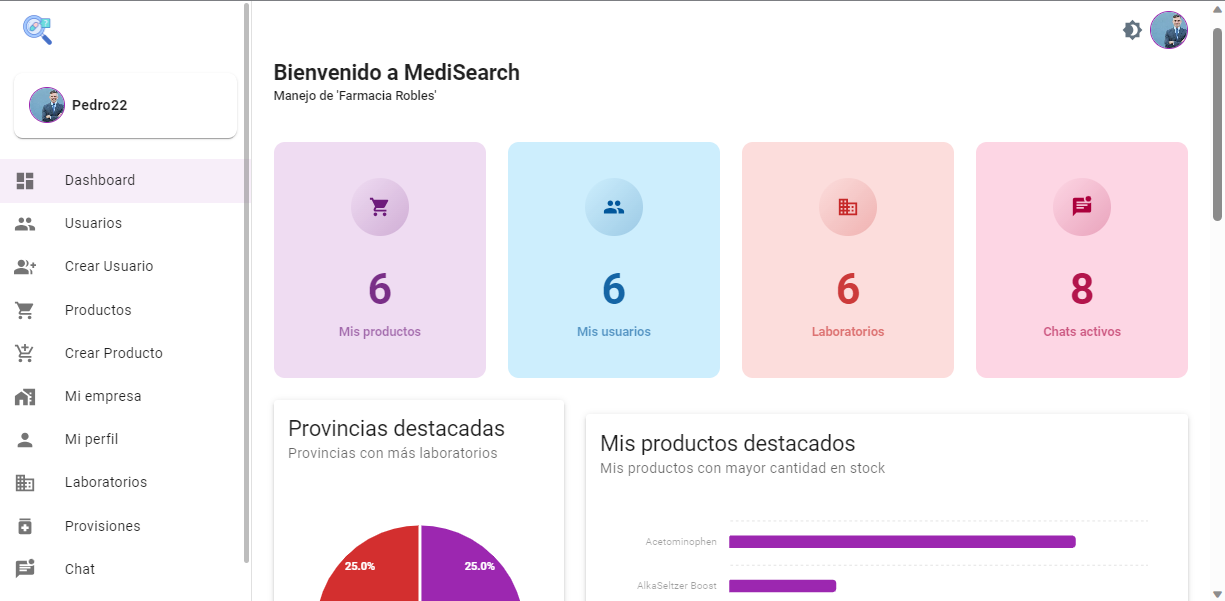 Pedro22
Dashboard
Usuarios
Crear Usuario
Productos
Crear Producto
Mi empresa
Mi perfil
Laboratorios
Provisiones
Chat
Bienvenido a MediSearch
Manejo de 'Farmacia Robles'
6
Mis productos
6
Mis usuarios
6
Laboratorios
8
Chats activos
Provincias destacadas
Provincias con más laboratorios
25.0%
25.0%
Mis productos destacados
Mis productos con mayor cantidad en stock
Acetominophen
AlkaSeltzer Boost